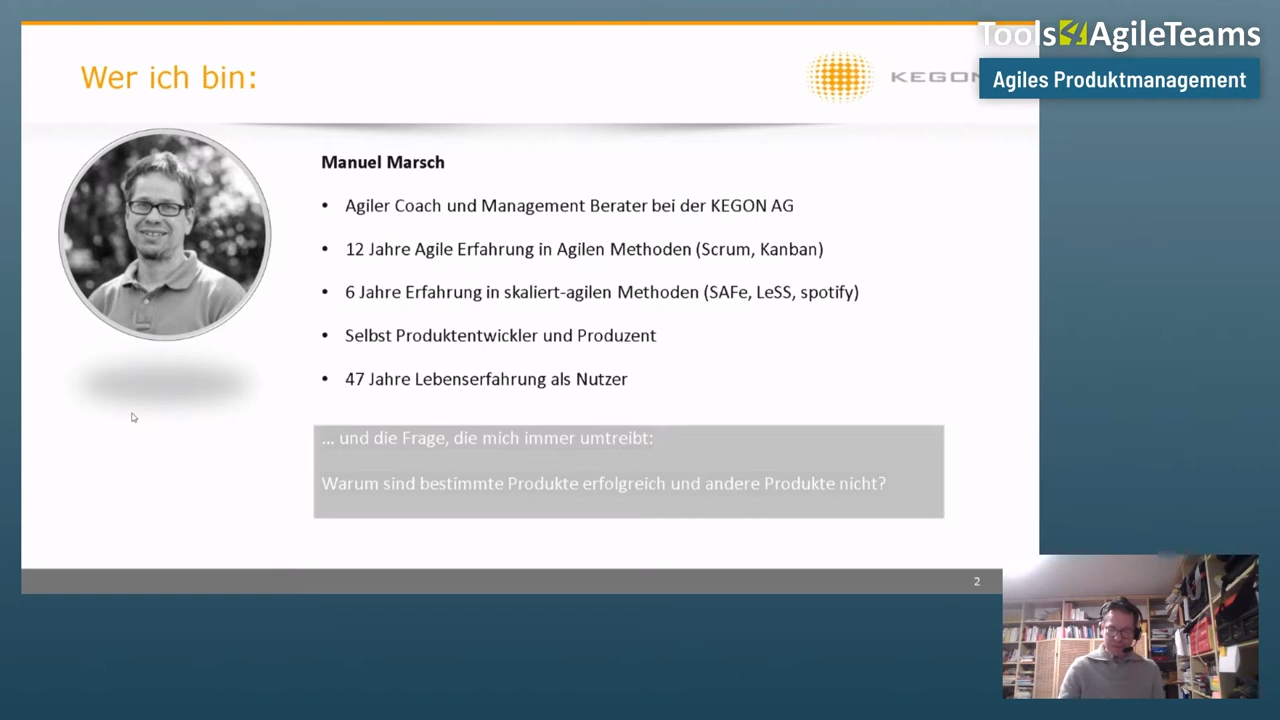 Tools4AgileTeams
Agiles Produktmanagement
Wer ich bin:
KEGON
Manuel Marsch
• Agiler Coach und Management Berater bei der KEGON AG
• 12 Jahre Agile Erfahrung in Agilen Methoden (Scrum, Kanban)
• 6 Jahre Erfahrung in skaliert-agilen Methoden (SAFe, LeSS, spotify)
• Selbst Produktentwickler und Produzent
• 47 Jahre Lebenserfahrung als Nutzer
... und die Frage, die mich immer umtreibt:
Warum sind bestimmte Produkte erfolgreich und andere Produkte nicht?
2